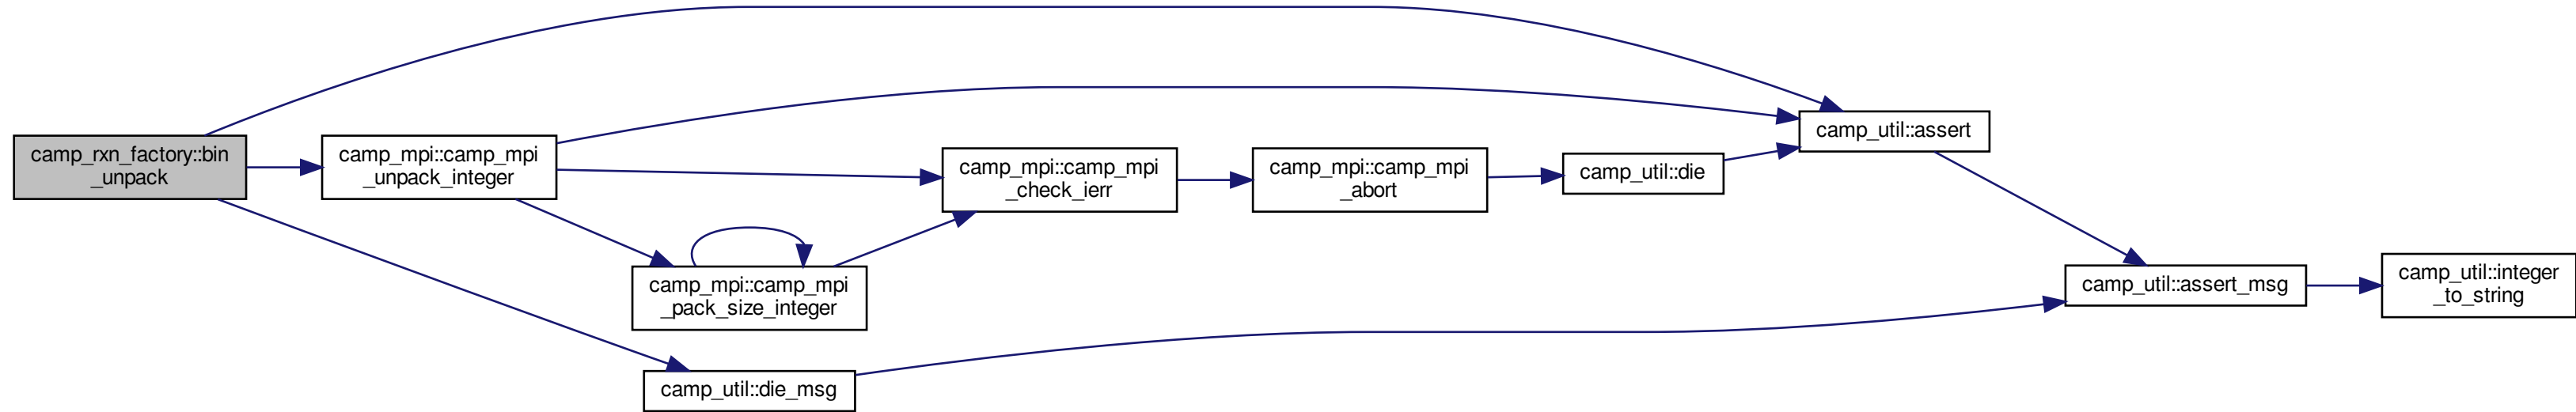 camp_rxn_factory::bin
_unpack
camp_mpi::camp_mpi
_unpack_integer
camp_mpi::camp_mpi
_pack_size_integer
camp_util::die_msg
camp_mpi::camp_mpi
_check_ierr
camp_mpi::camp_mpi
_abort
camp_util::die
camp_util::assert
camp_util::assert_msg
camp_util::integer
_to_string